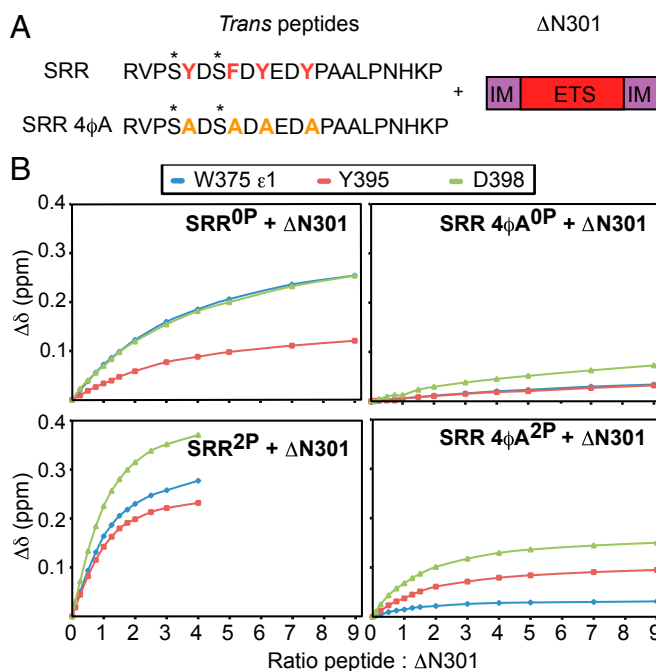 A
Trans peptides
ΔN301
* *
SRR RVPSYDSFDYEDYPAALPNHKP
+
IM ETS IM
* *
SRR 4ϕA RVPSADSADAEDAPAALPNHKP
B
W375 ε1 Y395 D398
0.4 SRR0P + ΔN301 SRR 4ϕA0P + ΔN301
0.3
Δδ (ppm)
0.2
0.1
0.4 SRR2P + ΔN301 SRR 4ϕA2P + ΔN301
0.3
Δδ (ppm)
0.2
0.1
0 1 2 3 4 5 6 7 8 9 0 1 2 3 4 5 6 7 8 9
Ratio peptide : ΔN301